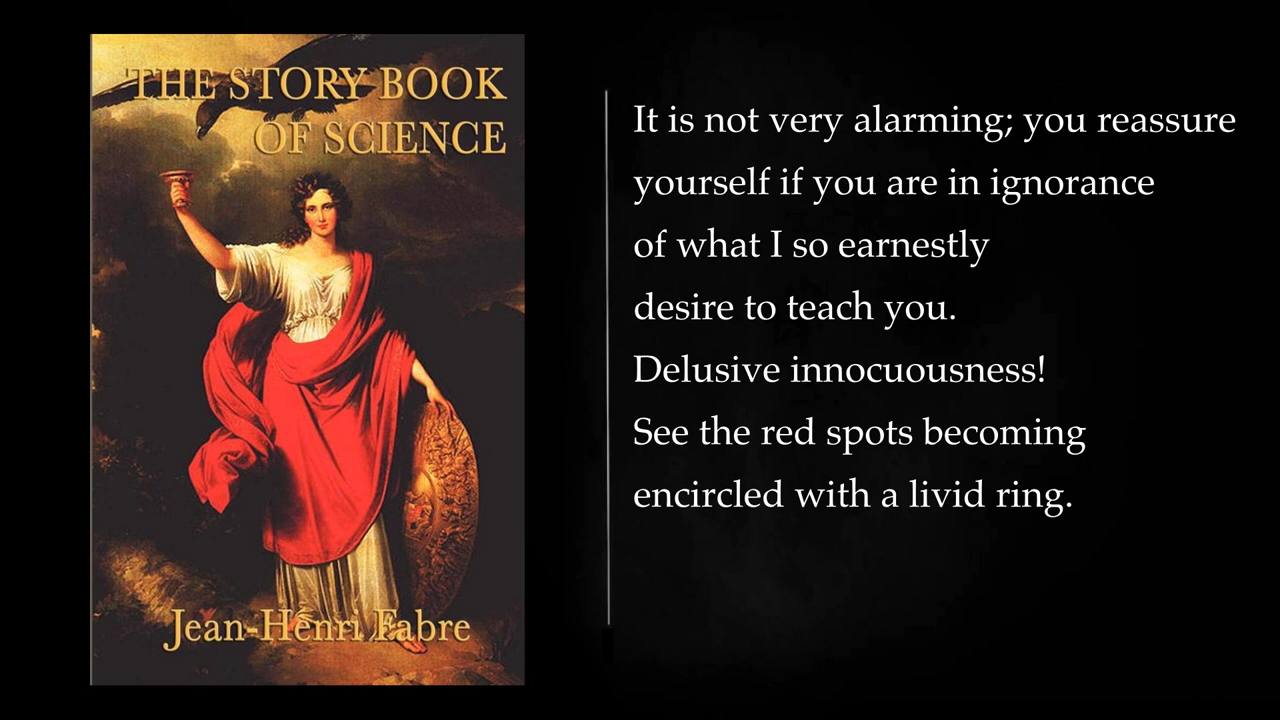 THE STORY BOOK
OF SCIENCE
Jean-Henri Fabre
It is not very alarming; you reassure
yourself if you are in ignorance
of what I so earnestly
desire to teach you.
Delusive innocuousness!
See the red spots becoming
encircled with a livid ring.